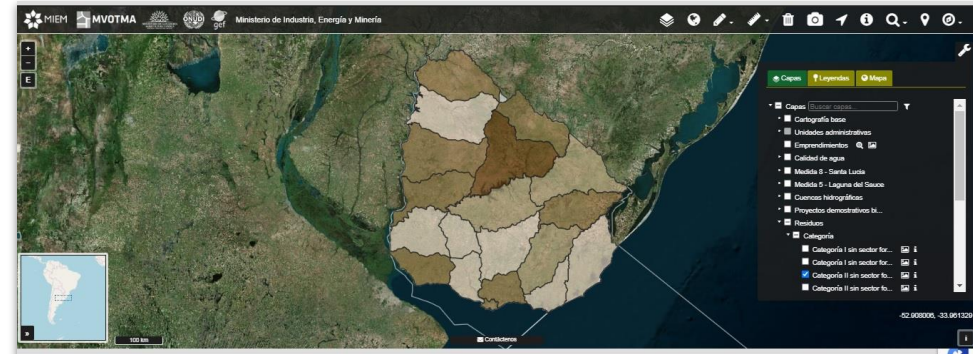 MIEM MVOTMA ONUDI gef Ministerio de Industria, Energía y Minería
+
−
E
Capas Leyendas Mapa
Capas Buscar capas...
Cartografía base
Unidades administrativas
Emprendimientos
Calidad de agua
Medida 8 - Santa Lucia
Medida 5 - Laguna del Sauce
Cuencas hidrográficas
Proyectos demostrativos bi...
Residuos
Categoría
Categoría I sin sector for...
Categoría I sin sector fo...
Categoría II sin sector fo...
Categoría II sin sector fo...
-52.908006, -33.961329
»
100 km
Contáctenos
i